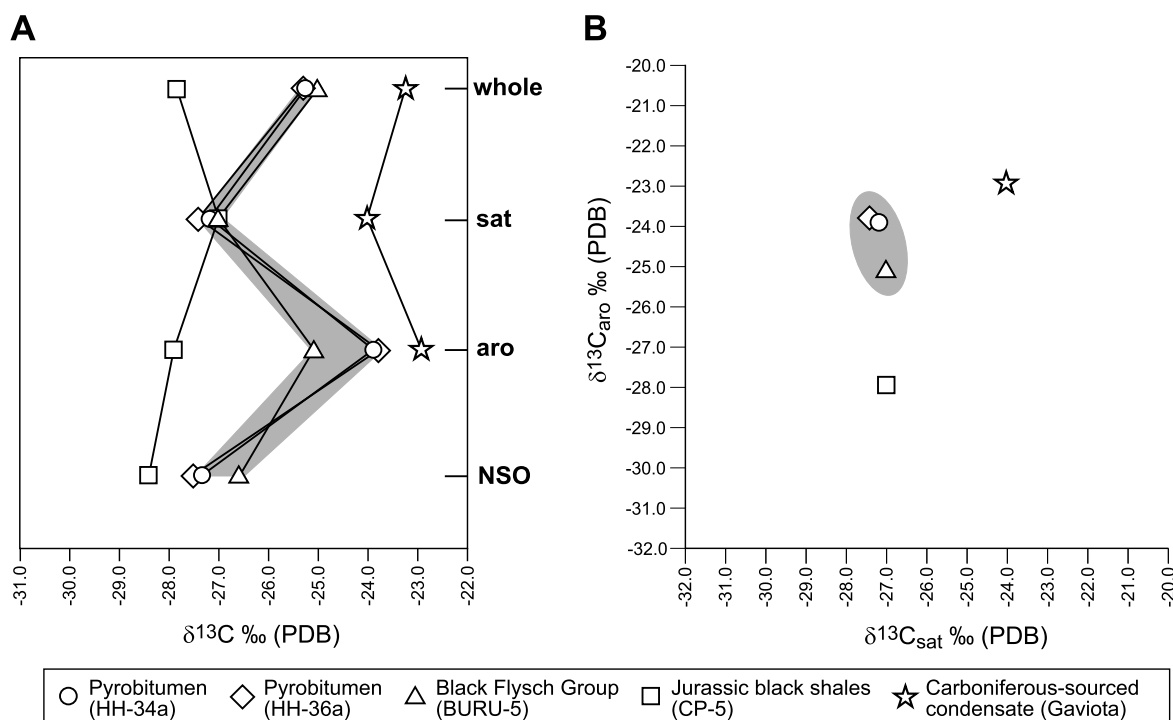 A
whole
sat
aro
NSO
-31.0 -30.0 -29.0 -28.0 -27.0 -26.0 -25.0 -24.0 -23.0 -22.0
δ¹³C ‰ (PDB)
B
-20.0
-21.0
-22.0
-23.0
-24.0
-25.0
-26.0
-27.0
-28.0
-29.0
-30.0
-31.0
-32.0
δ¹³Caro ‰ (PDB)
-32.0 -31.0 -30.0 -29.0 -28.0 -27.0 -26.0 -25.0 -24.0 -23.0 -22.0 -21.0 -20.0
δ¹³Csat ‰ (PDB)
Pyrobitumen
(HH-34a)
Pyrobitumen
(HH-36a)
Black Flysch Group
(BURU-5)
Jurassic black shales
(CP-5)
Carboniferous-sourced
condensate (Gaviota)